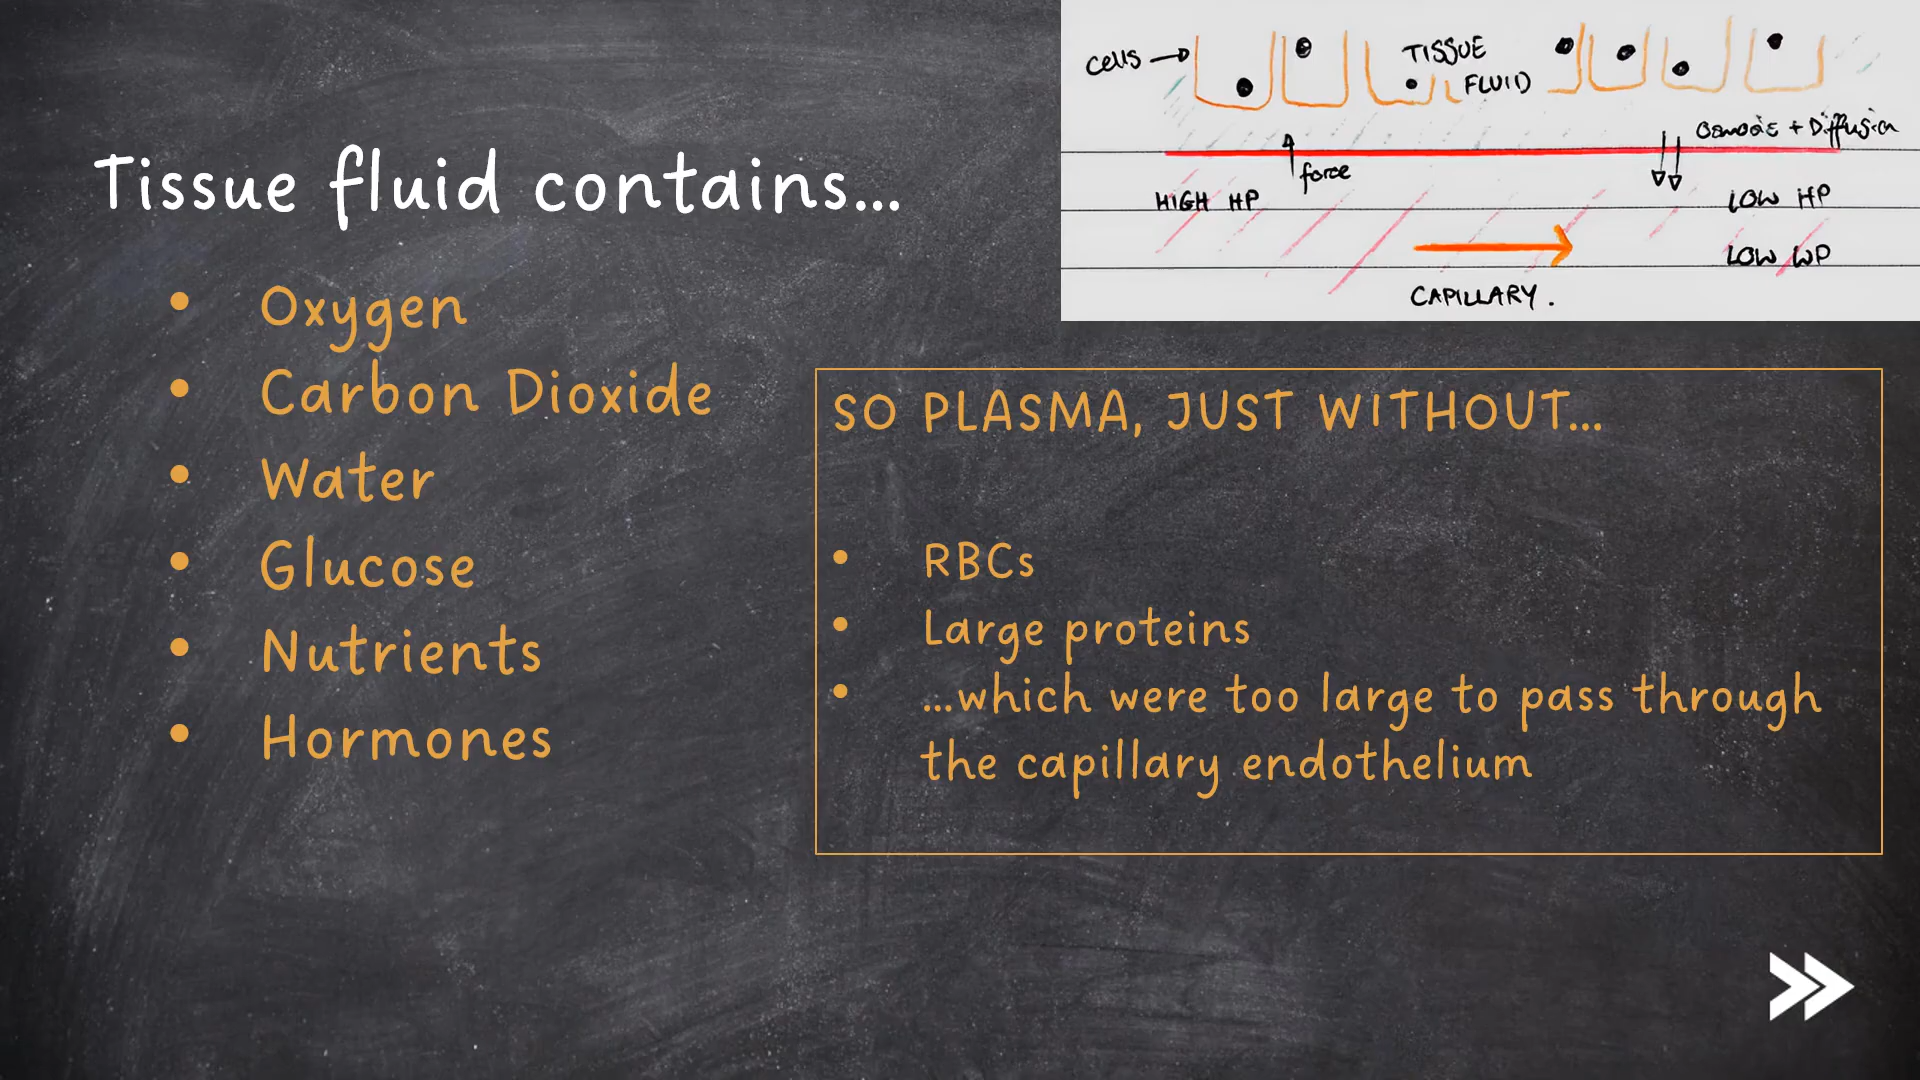 Tissue fluid contains...
• Oxygen
• Carbon Dioxide
• Water
• Glucose
• Nutrients
• Hormones
cells
TISSUE
FLUID
Osmosis + Diffusion
force
HIGH HP
LOW HP
LOW WP
CAPILLARY.
SO PLASMA, JUST WITHOUT...
• RBCs
• Large proteins
• ...which were too large to pass through
the capillary endothelium